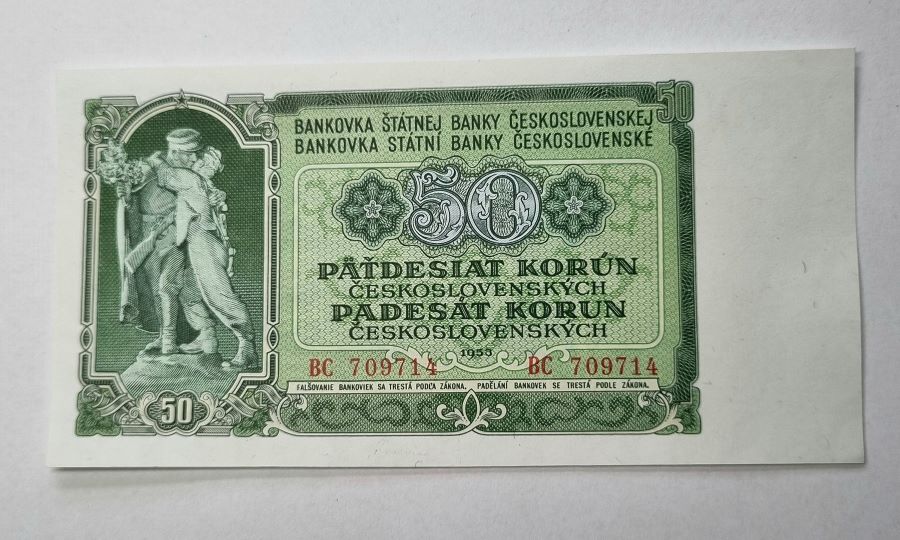 50
BANKOVKA ŠTÁTNEJ BANKY ČESKOSLOVENSKEJ
BANKOVKA STÁTNÍ BANKY ČESKOSLOVENSKÉ
50
PÄŤDESIAT KORÚN
ČESKOSLOVENSKÝCH
PADESÁT KORUN
ČESKOSLOVENSKÝCH
1953
BC 709714 BC 709714
FALŠOVANIE BANKOVIEK SA TRESTÁ PODĽA ZÁKONA. PADĚLÁNÍ BANKOVEK SE TRESTÁ PODLE ZÁKONA.
50